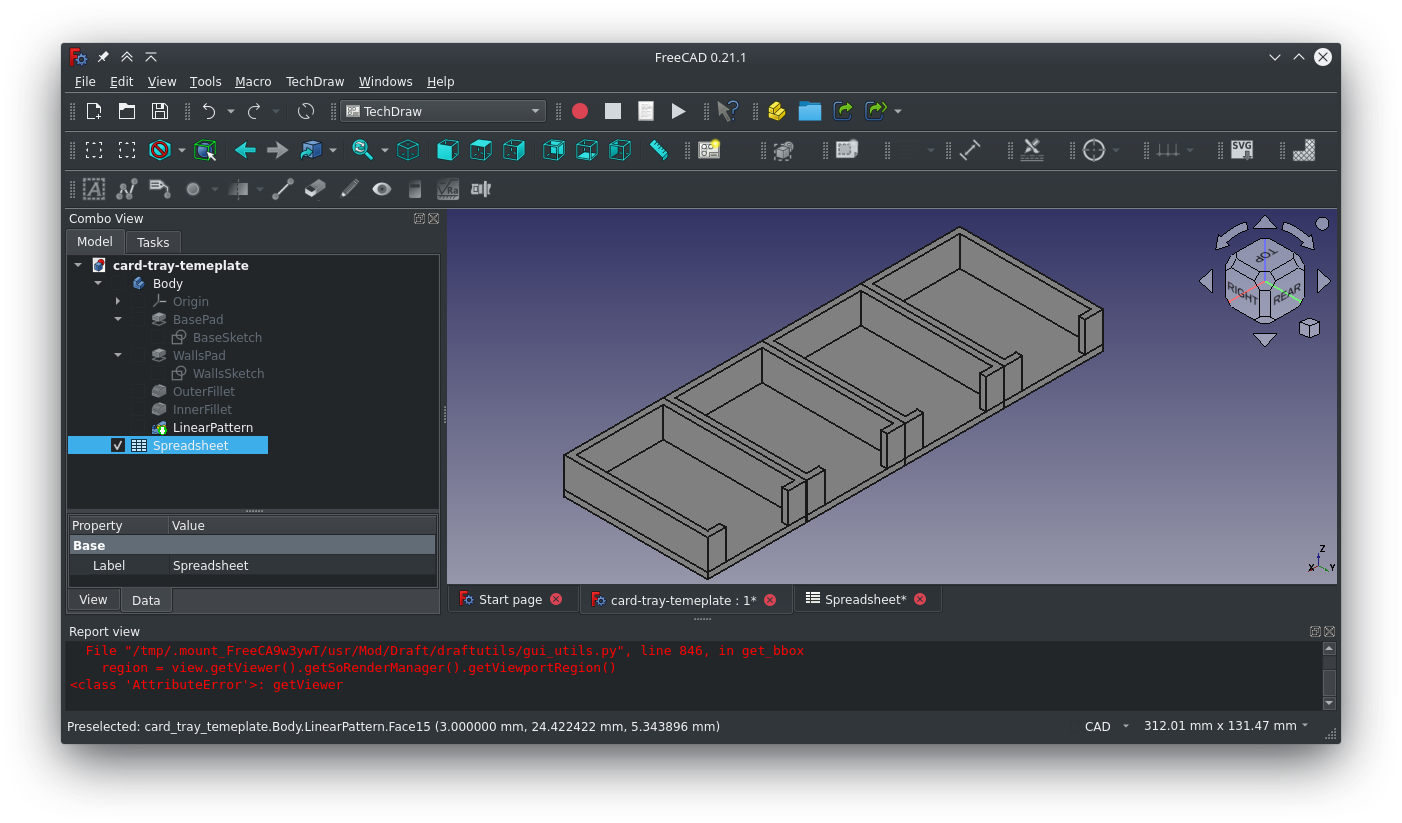 FreeCAD 0.21.1
File Edit View Tools Macro TechDraw Windows Help
TechDraw
SVG
A
Ra
Combo View
Model Tasks
card-tray-temeplate
Body
Origin
BasePad
BaseSketch
WallsPad
WallsSketch
OuterFillet
InnerFillet
LinearPattern
Spreadsheet
Property Value
Base
Label Spreadsheet
View Data
TOP
RIGHT
REAR
Z
X Y
Start page card-tray-temeplate : 1* Spreadsheet*
Report view
File "/tmp/.mount_FreeCA9w3ywT/usr/Mod/Draft/draftutils/gui_utils.py", line 846, in get_bbox
region = view.getViewer().getSoRenderManager().getViewportRegion()
<class 'AttributeError'>: getViewer
Preselected: card_tray_temeplate.Body.LinearPattern.Face15 (3.000000 mm, 24.422422 mm, 5.343896 mm) CAD 312.01 mm x 131.47 mm